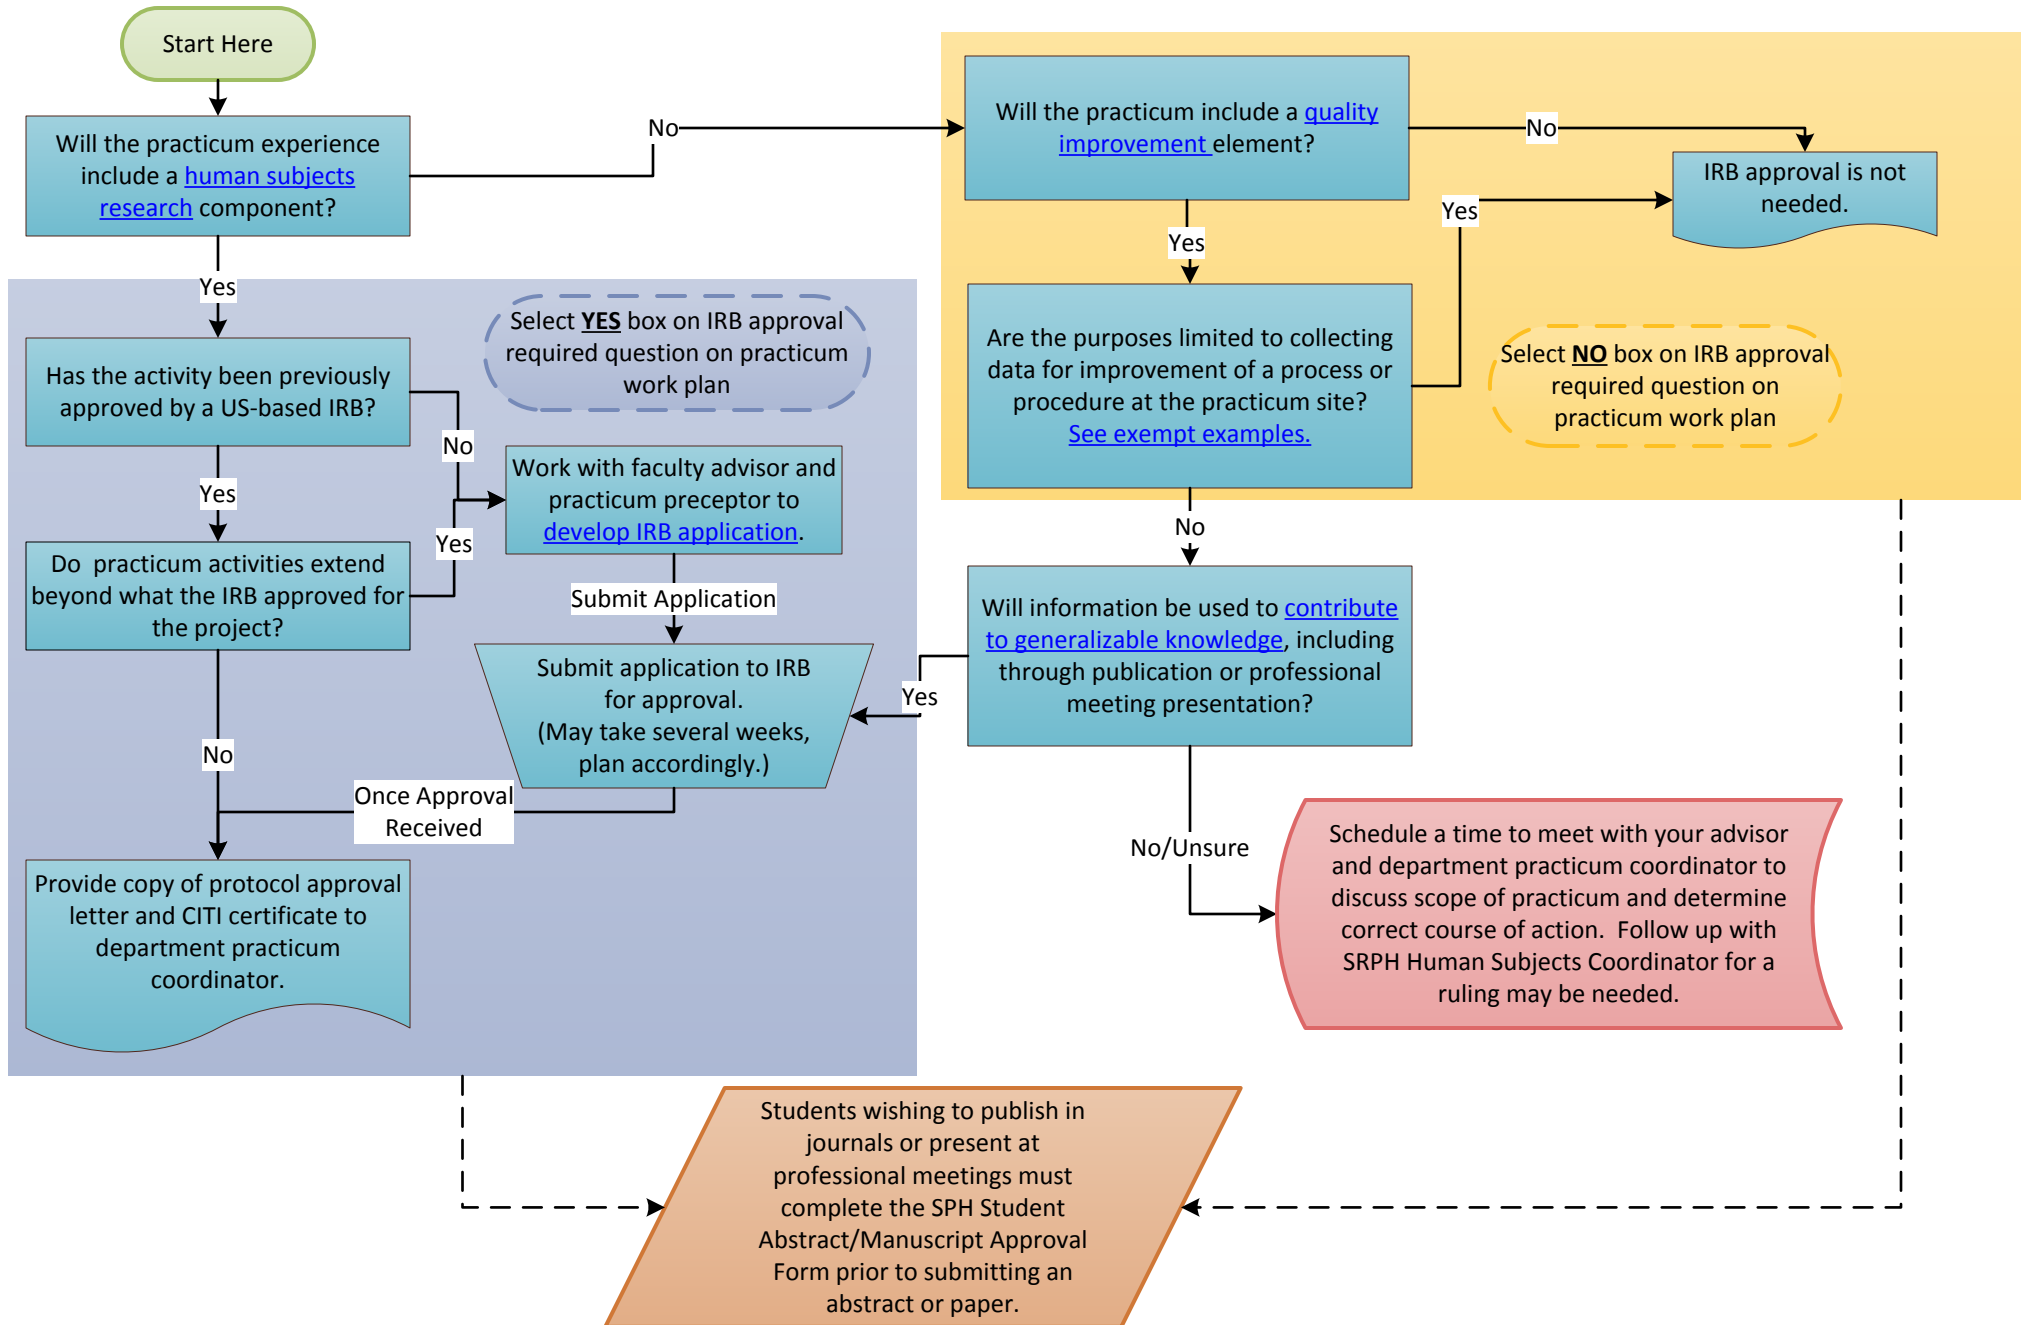 Start Here
Will the practicum experience
include a human subjects
research component?
No
Will the practicum include a quality
improvement element?
No
IRB approval is not
needed.
Yes
Yes
Yes
Are the purposes limited to collecting
data for improvement of a process or
procedure at the practicum site?
See exempt examples.
Select NO box on IRB approval
required question on
practicum work plan
Select YES box on IRB approval
required question on practicum
work plan
Has the activity been previously
approved by a US-based IRB?
No
Yes
Work with faculty advisor and
practicum preceptor to
develop IRB application.
Yes
Do practicum activities extend
beyond what the IRB approved for
the project?
No
Submit Application
Will information be used to contribute
to generalizable knowledge, including
through publication or professional
meeting presentation?
Yes
Submit application to IRB
for approval.
(May take several weeks,
plan accordingly.)
No
Once Approval
Received
No/Unsure
Provide copy of protocol approval
letter and CITI certificate to
department practicum
coordinator.
Schedule a time to meet with your advisor
and department practicum coordinator to
discuss scope of practicum and determine
correct course of action. Follow up with
SRPH Human Subjects Coordinator for a
ruling may be needed.
Students wishing to publish in
journals or present at
professional meetings must
complete the SPH Student
Abstract/Manuscript Approval
Form prior to submitting an
abstract or paper.